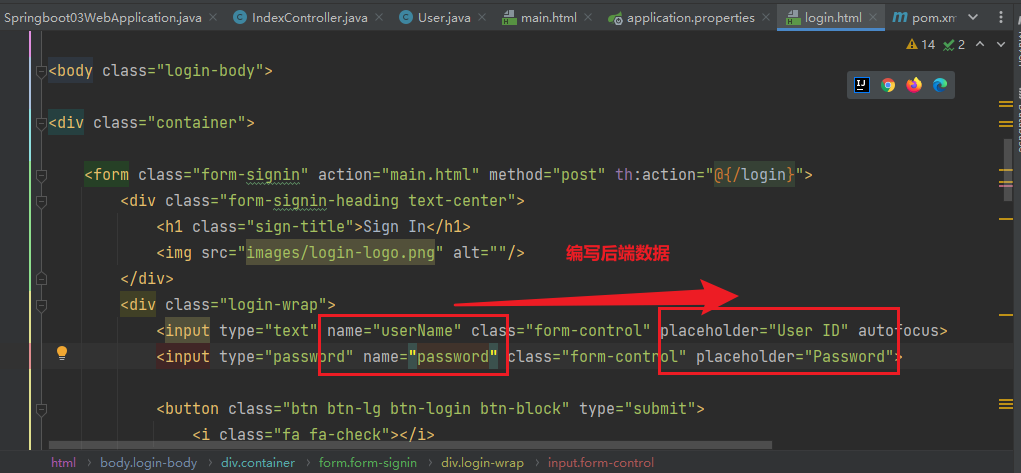 Springboot03WebApplication.java IndexController.java User.java main.html application.properties login.html pom.xm
14 2
<body class="login-body">
<div class="container">
<form class="form-signin" action="main.html" method="post" th:action="@{/login}">
<div class="form-signin-heading text-center">
<h1 class="sign-title">Sign In</h1>
<img src="images/login-logo.png" alt=""/>
编写后端数据
</div>
<div class="login-wrap">
<input type="text" name="userName" class="form-control" placeholder="User ID" autofocus>
<input type="password" name="password" class="form-control" placeholder="Password">
<button class="btn btn-lg btn-login btn-block" type="submit">
<i class="fa fa-check"></i>
html body.login-body div.container form.form-signin div.login-wrap input.form-control